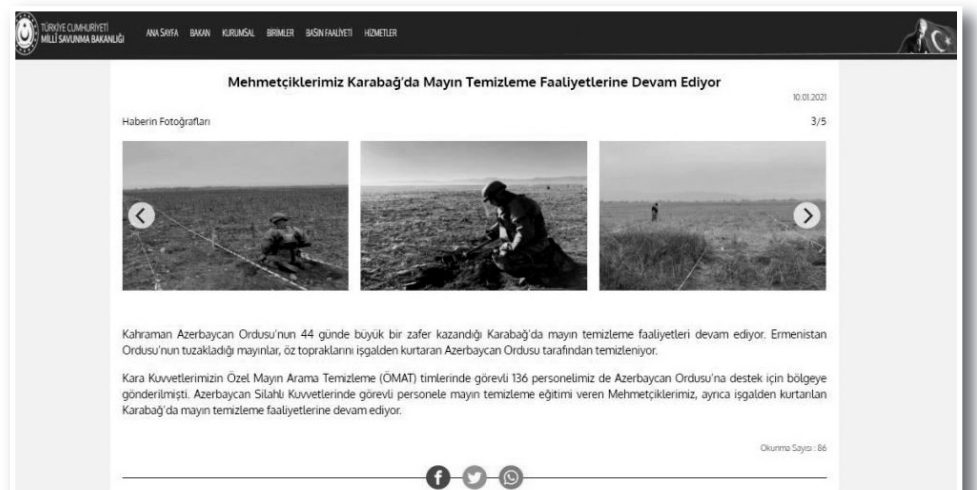 TÜRKİYE CUMHURİYETİ
MİLLÎ SAVUNMA BAKANLIĞI
ANA SAYFA BAKAN KURUMSAL BİRİMLER BASIN FAALİYETİ HİZMETLER
Mehmetçiklerimiz Karabağ'da Mayın Temizleme Faaliyetlerine Devam Ediyor
10.01.2021
Haberin Fotoğrafları 3/5
Kahraman Azerbaycan Ordusu'nun 44 günde büyük bir zafer kazandığı Karabağ'da mayın temizleme faaliyetleri devam ediyor. Ermenistan
Ordusu'nun tuzakladığı mayınlar, öz topraklarını işgalden kurtaran Azerbaycan Ordusu tarafından temizleniyor.
Kara Kuvvetlerimizin Özel Mayın Arama Temizleme (ÖMAT) timlerinde görevli 136 personelimiz de Azerbaycan Ordusu'na destek için bölgeye
gönderilmişti. Azerbaycan Silahlı Kuvvetlerinde görevli personele mayın temizleme eğitimi veren Mehmetçiklerimiz, ayrıca işgalden kurtarılan
Karabağ'da mayın temizleme faaliyetlerine devam ediyor.
Okunma Sayısı : 86